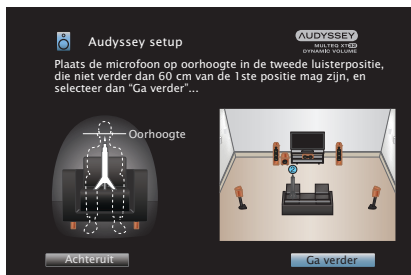 Audyssey setup
AUDYSSEY
MULTEQ XT32
DYNAMIC VOLUME
Plaats de microfoon op oorhoogte in de tweede luisterpositie,
die niet verder dan 60 cm van de 1ste positie mag zijn, en
selecteer dan “Ga verder”...
Oorhoogte
Achteruit
Ga verder